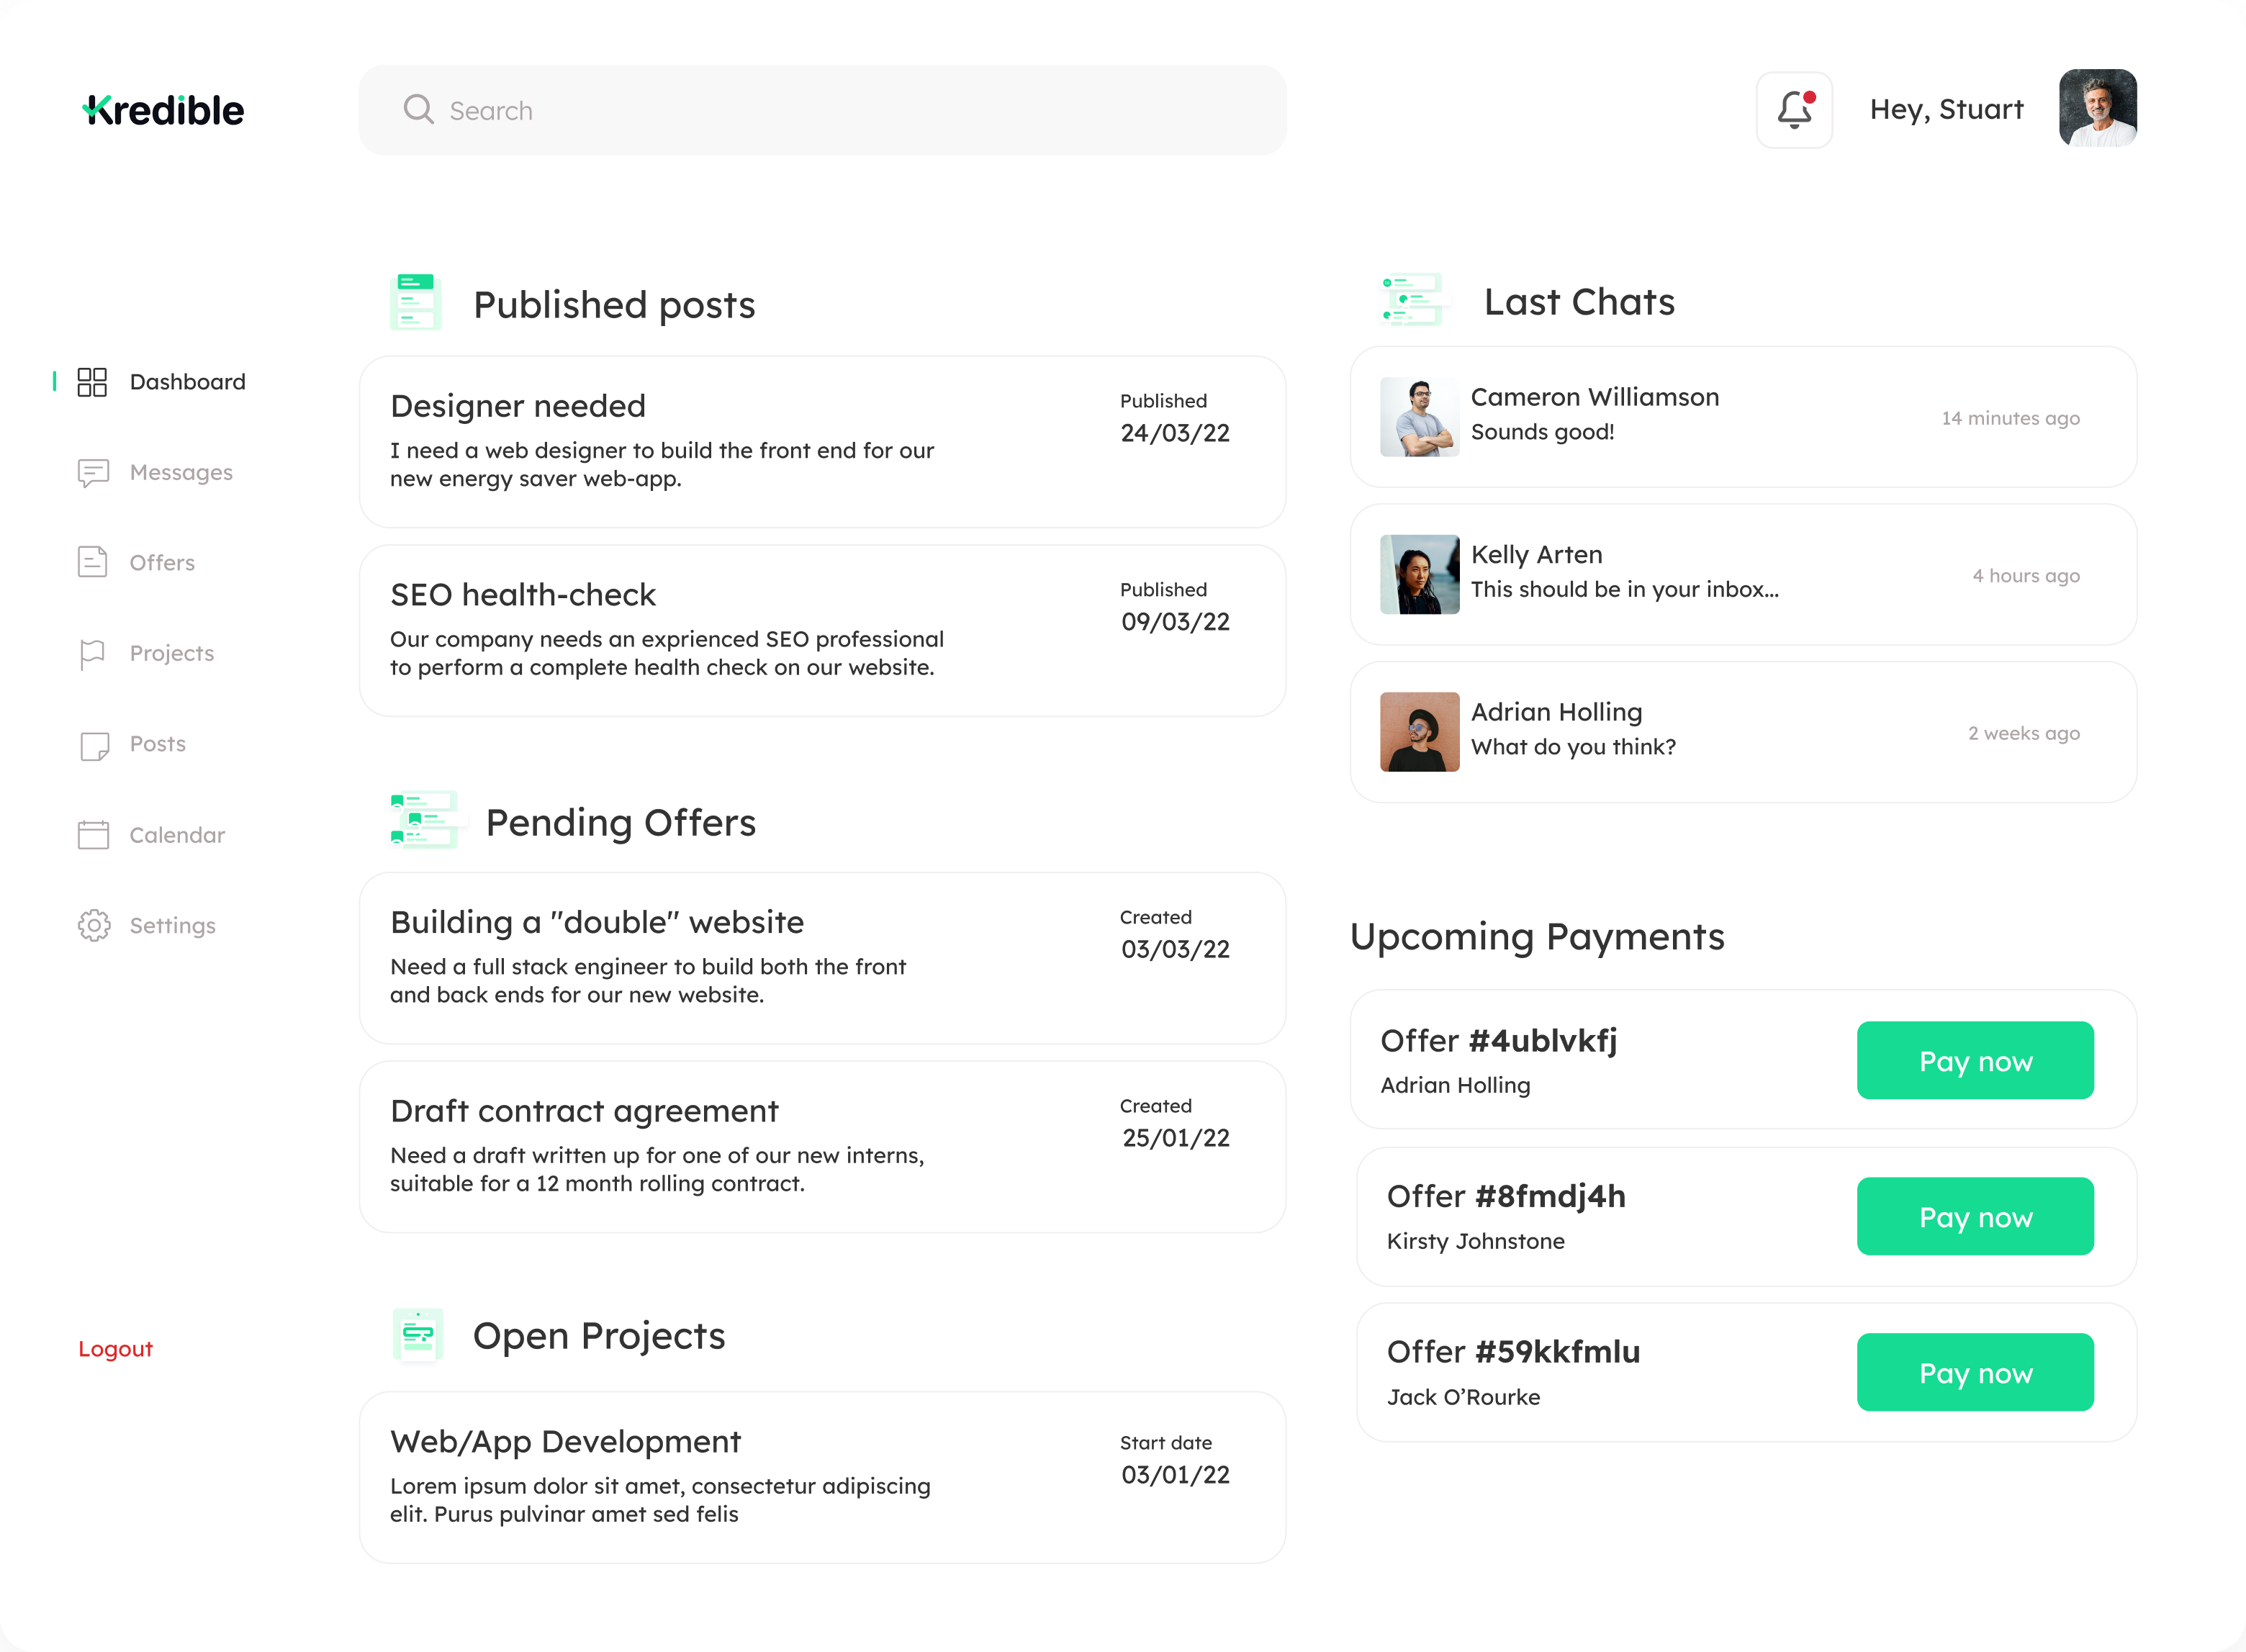 Kredible
Search
Hey, Stuart
Dashboard
Messages
Offers
Projects
Posts
Calendar
Settings
Logout
Published posts
Designer needed
I need a web designer to build the front end for our
new energy saver web-app.
Published
24/03/22
SEO health-check
Our company needs an exprienced SEO professional
to perform a complete health check on our website.
Published
09/03/22
Pending Offers
Building a "double" website
Need a full stack engineer to build both the front
and back ends for our new website.
Created
03/03/22
Draft contract agreement
Need a draft written up for one of our new interns,
suitable for a 12 month rolling contract.
Created
25/01/22
Open Projects
Web/App Development
Lorem ipsum dolor sit amet, consectetur adipiscing
elit. Purus pulvinar amet sed felis
Start date
03/01/22
Last Chats
Cameron Williamson
Sounds good!
14 minutes ago
Kelly Arten
This should be in your inbox...
4 hours ago
Adrian Holling
What do you think?
2 weeks ago
Upcoming Payments
Offer #4ublvkfj
Adrian Holling
Pay now
Offer #8fmdj4h
Kirsty Johnstone
Pay now
Offer #59kkfmlu
Jack O’Rourke
Pay now